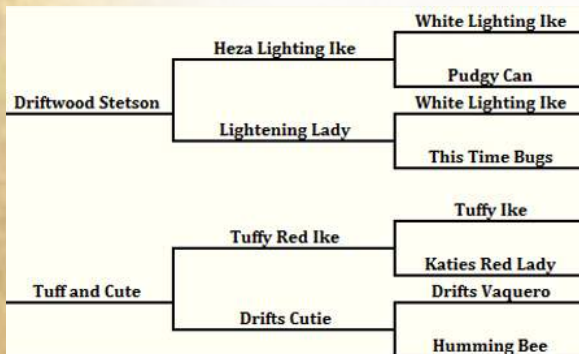 White Lighting Ike
Heza Lighting Ike
Pudgy Can
Driftwood Stetson
White Lighting Ike
Lightening Lady
This Time Bugs
Tuffy Ike
Tuffy Red Ike
Katies Red Lady
Tuff and Cute
Drifts Vaquero
Drifts Cutie
Humming Bee